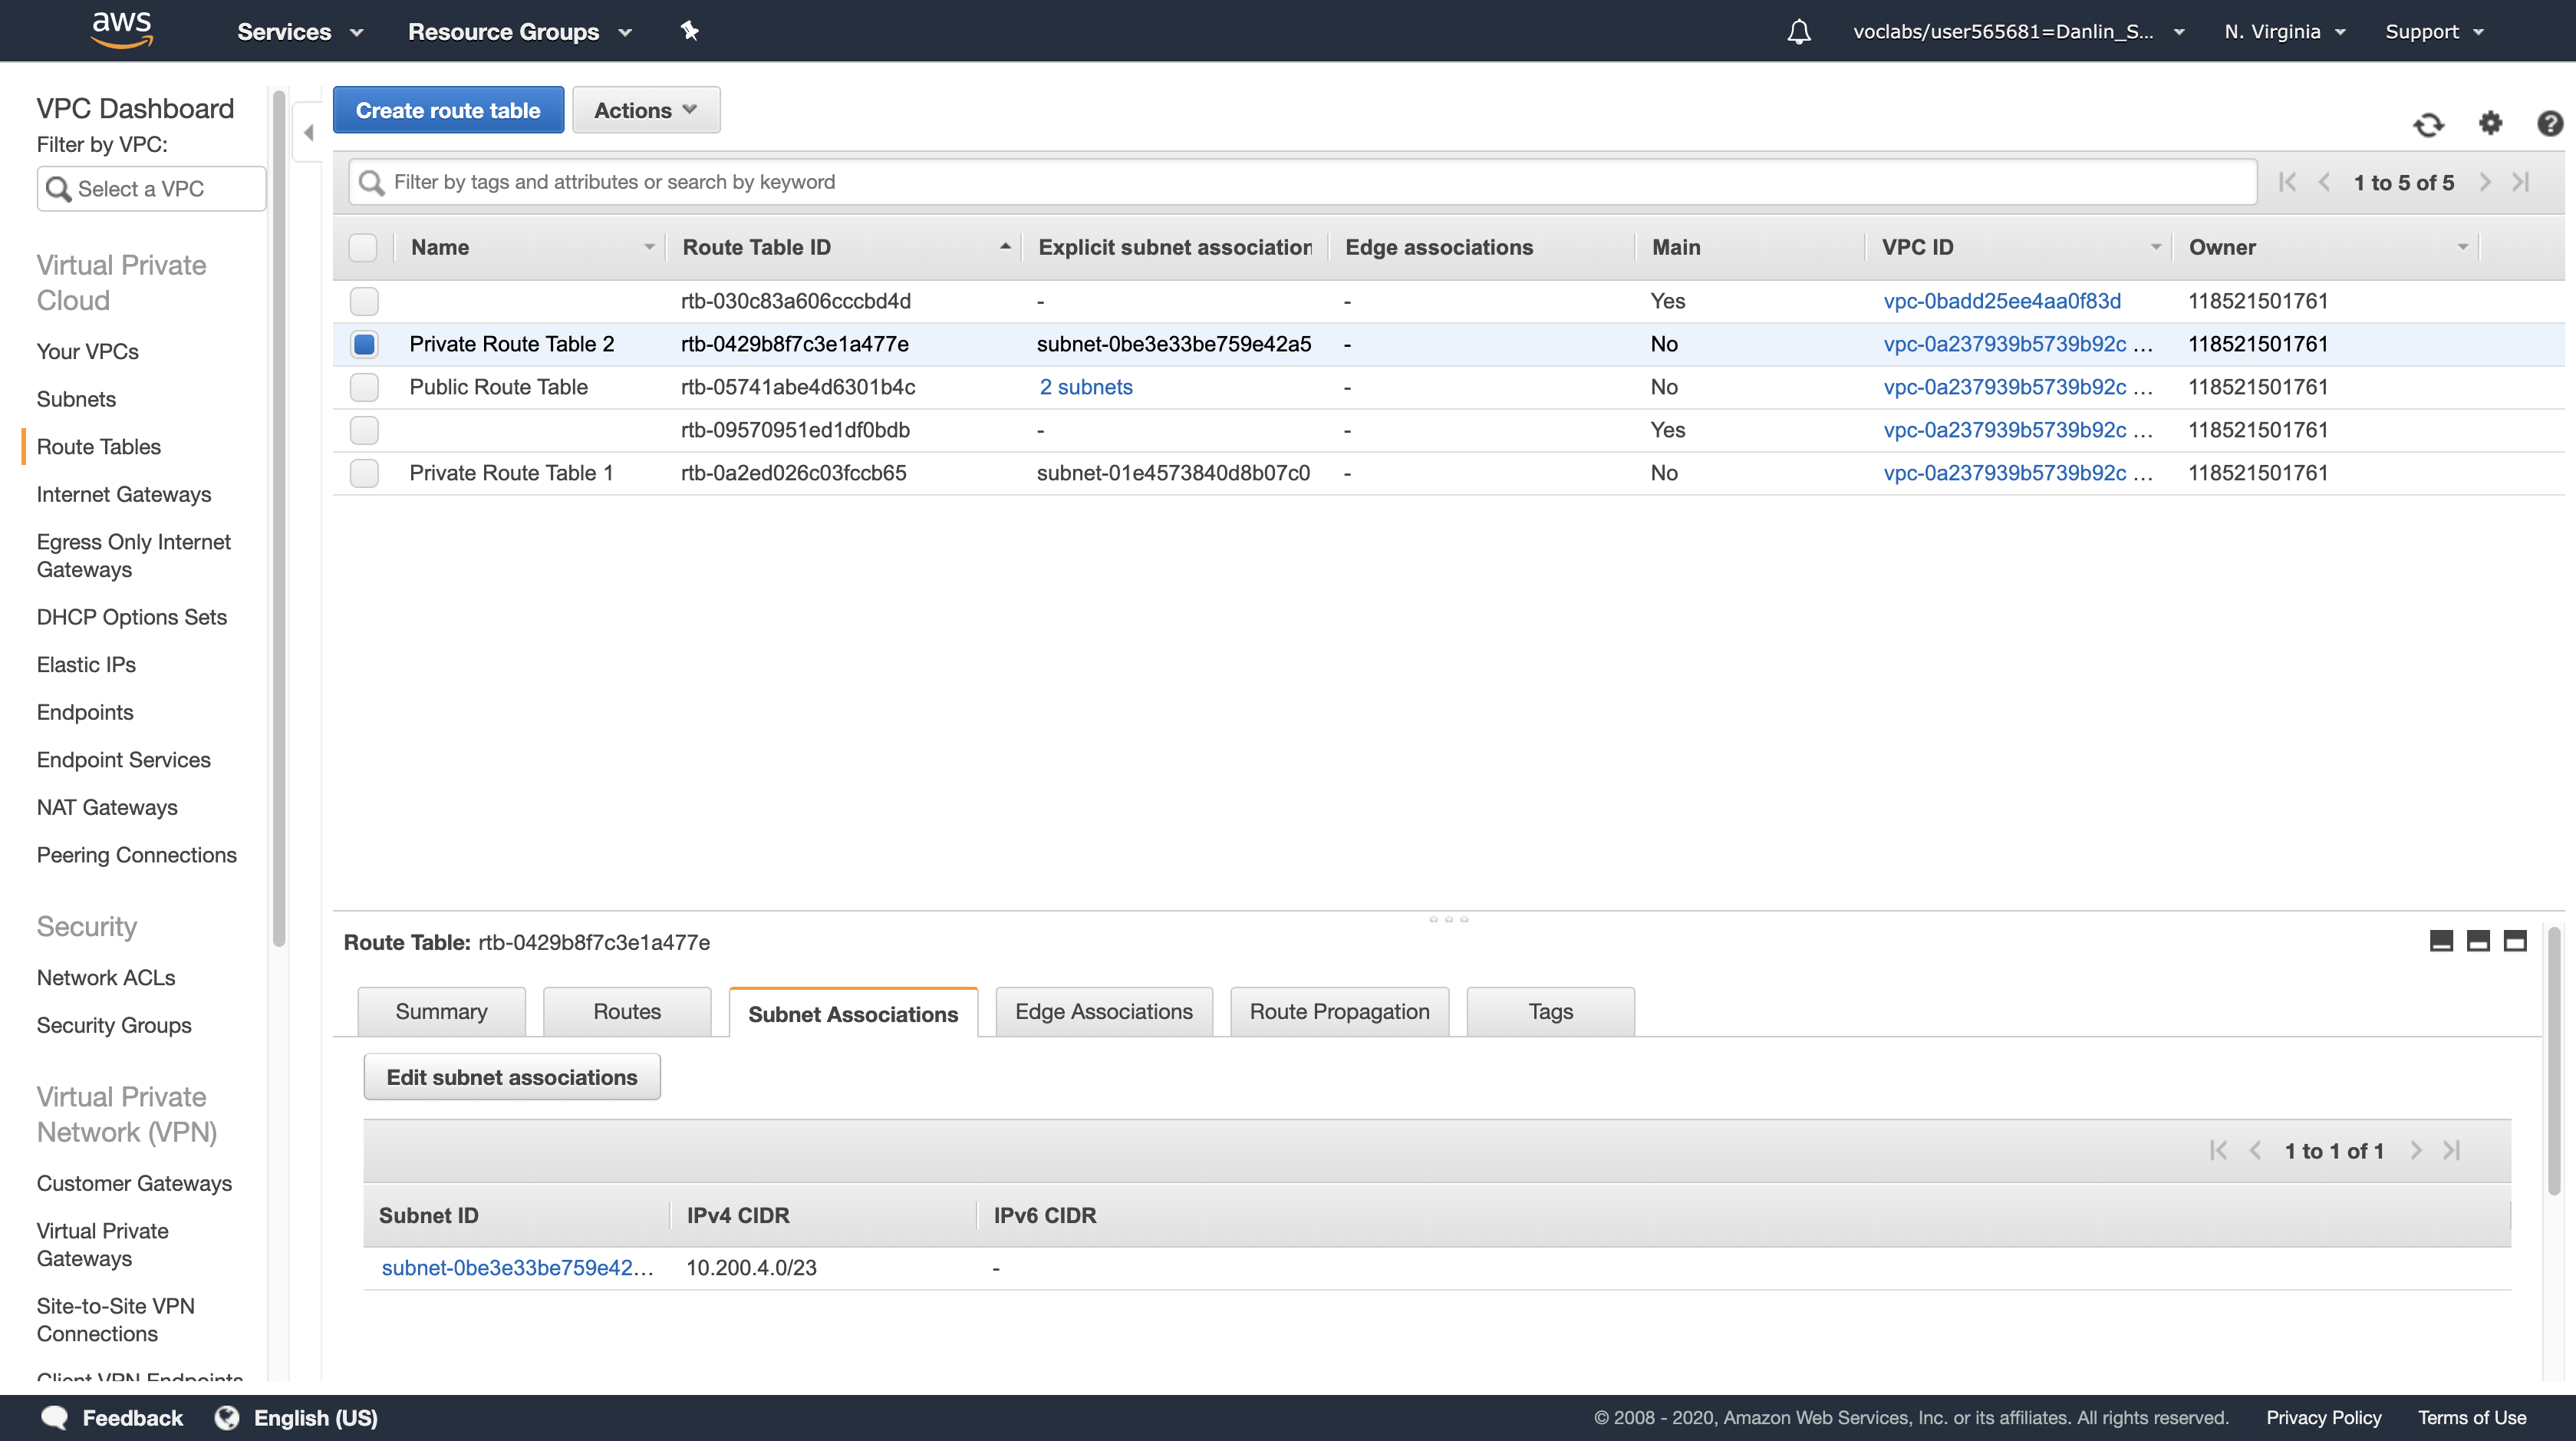 aws Services Resource Groups voclabs/user565681=Danlin_S... N. Virginia Support
VPC Dashboard
Filter by VPC:
Select a VPC
Virtual Private
Cloud
Your VPCs
Subnets
Route Tables
Internet Gateways
Egress Only Internet
Gateways
DHCP Options Sets
Elastic IPs
Endpoints
Endpoint Services
NAT Gateways
Peering Connections
Security
Network ACLs
Security Groups
Virtual Private
Network (VPN)
Customer Gateways
Virtual Private
Gateways
Site-to-Site VPN
Connections
Client VPN Endpoints
Create route table Actions
Filter by tags and attributes or search by keyword 1 to 5 of 5
Name Route Table ID Explicit subnet association Edge associations Main VPC ID Owner
rtb-030c83a606cccbd4d - - Yes vpc-0badd25ee4aa0f83d 118521501761
Private Route Table 2 rtb-0429b8f7c3e1a477e subnet-0be3e33be759e42a5 - No vpc-0a237939b5739b92c ... 118521501761
Public Route Table rtb-05741abe4d6301b4c 2 subnets - No vpc-0a237939b5739b92c ... 118521501761
rtb-09570951ed1df0bdb - - Yes vpc-0a237939b5739b92c ... 118521501761
Private Route Table 1 rtb-0a2ed026c03fccb65 subnet-01e4573840d8b07c0 - No vpc-0a237939b5739b92c ... 118521501761
Route Table: rtb-0429b8f7c3e1a477e
Summary Routes Subnet Associations Edge Associations Route Propagation Tags
Edit subnet associations
1 to 1 of 1
Subnet ID IPv4 CIDR IPv6 CIDR
subnet-0be3e33be759e42... 10.200.4.0/23 -
Feedback English (US) © 2008 - 2020, Amazon Web Services, Inc. or its affiliates. All rights reserved. Privacy Policy Terms of Use